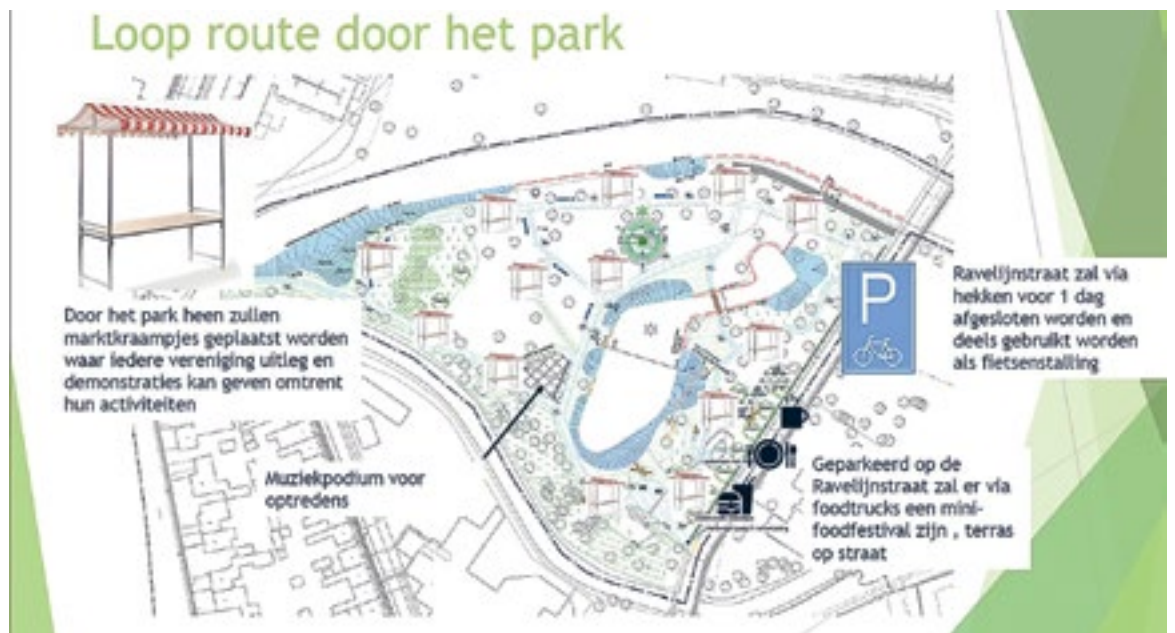 Loop route door het park
Door het park heen zullen
marktkraampjes geplaatst worden
waar iedere vereniging uitleg en
demonstraties kan geven omtrent
hun activiteiten
Muziekpodium voor
optredens
P
Ravelijnstraat zal via
hekken voor 1 dag
afgesloten worden en
deels gebruikt worden
als fietsenstalling
Geparkeerd op de
Ravelijnstraat zal er via
foodtrucks een mini-
foodfestival zijn , terras
op straat